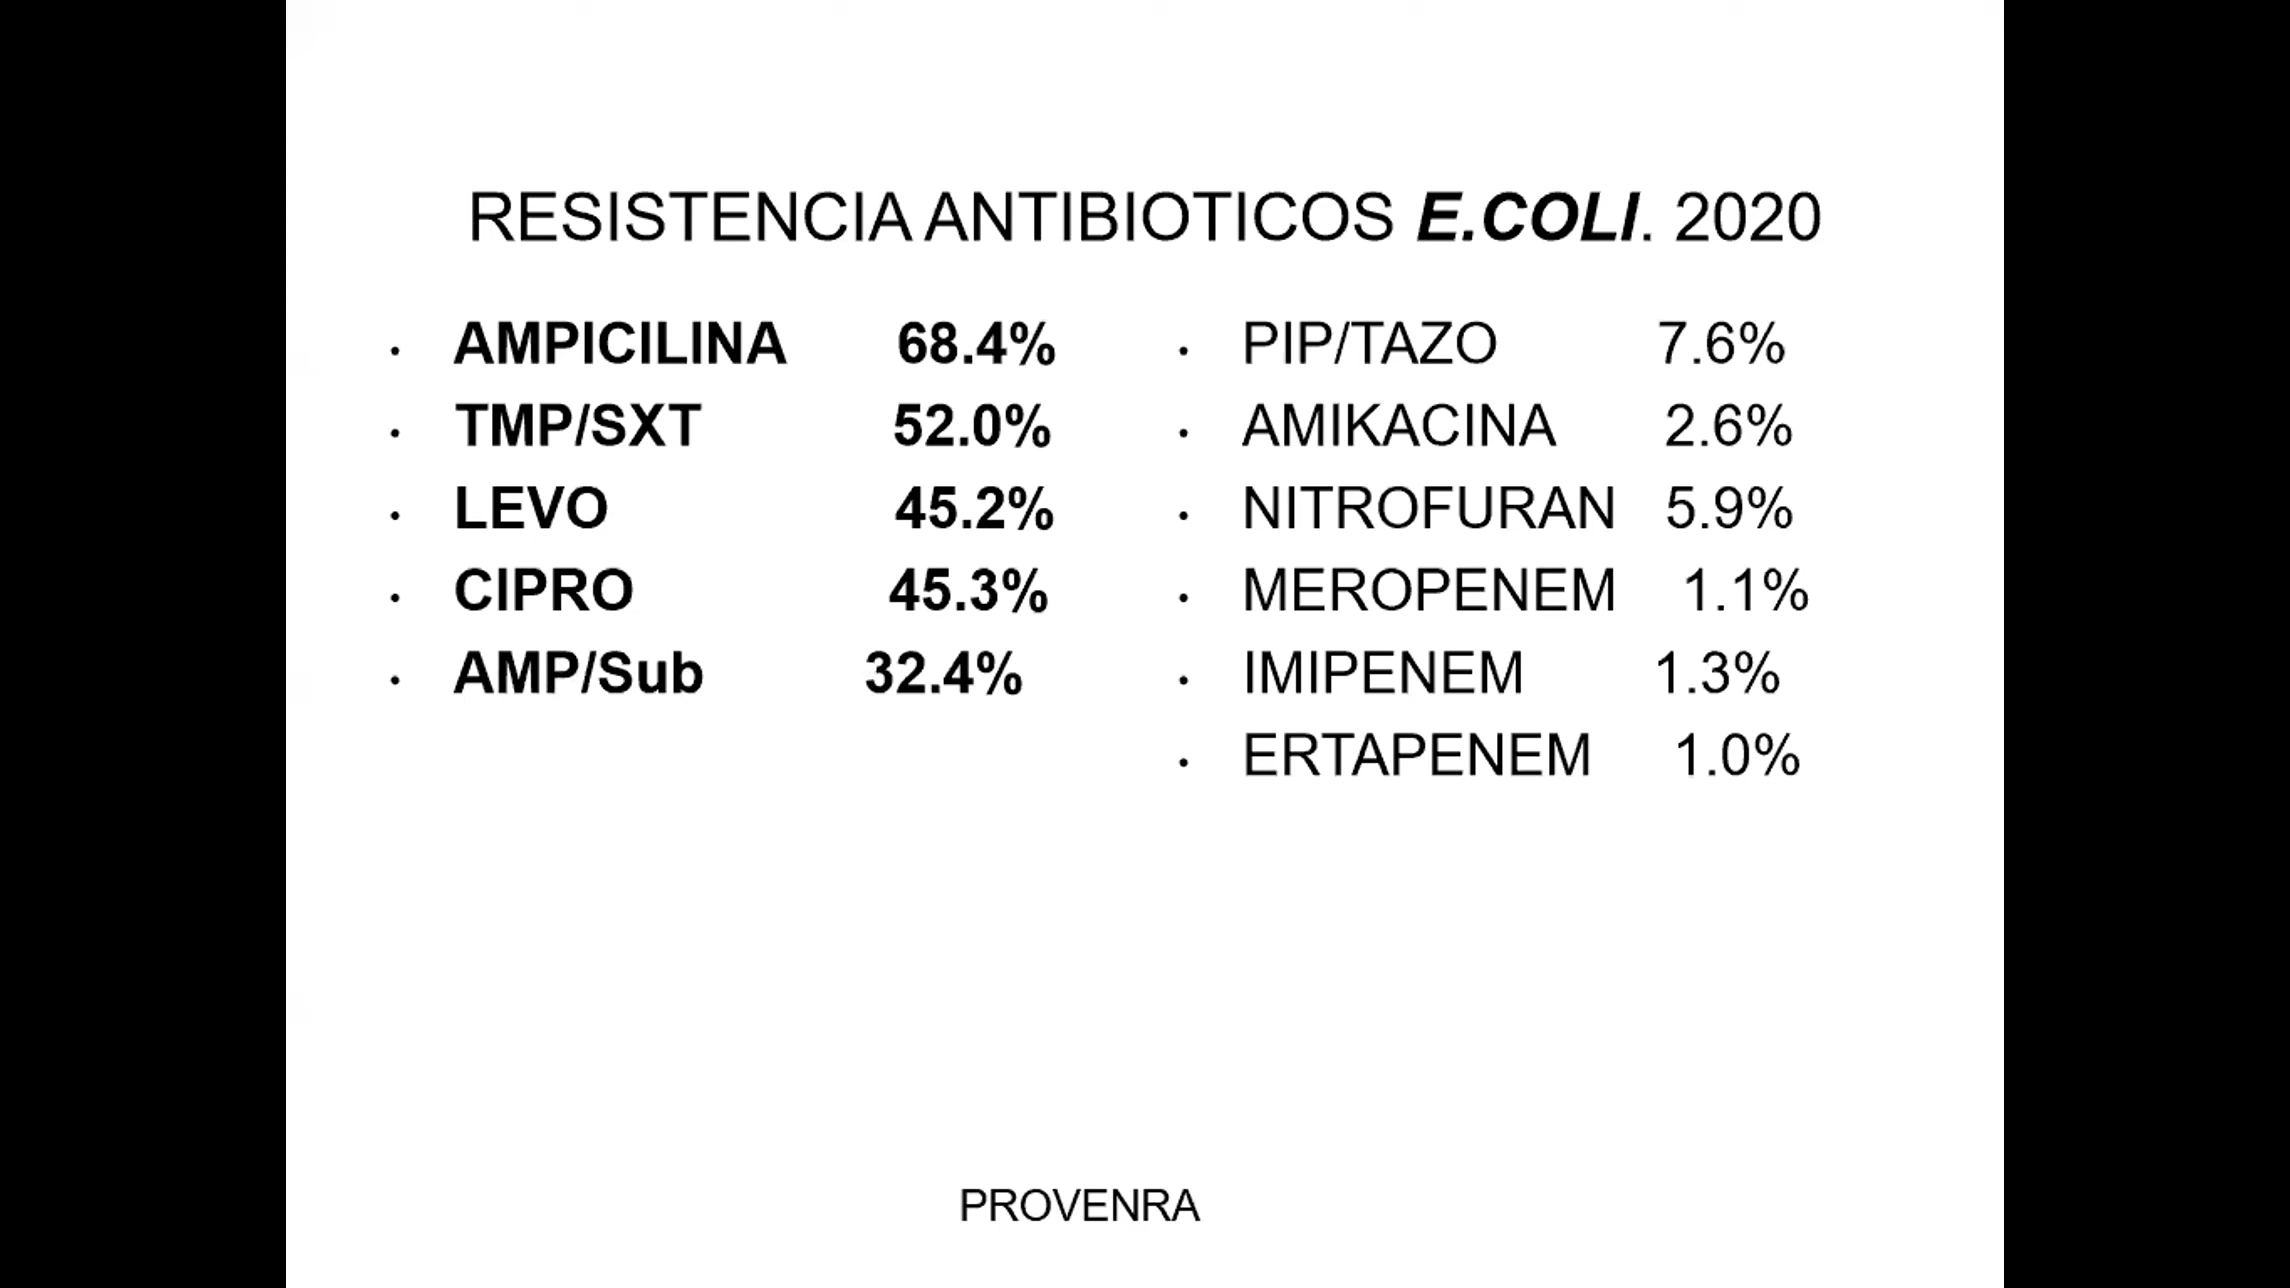 RESISTENCIA ANTIBIOTICOS E.COLI. 2020
• AMPICILINA 68.4%
• TMP/SXT 52.0%
• LEVO 45.2%
• CIPRO 45.3%
• AMP/Sub 32.4%
• PIP/TAZO 7.6%
• AMIKACINA 2.6%
• NITROFURAN 5.9%
• MEROPENEM 1.1%
• IMIPENEM 1.3%
• ERTAPENEM 1.0%
PROVENRA